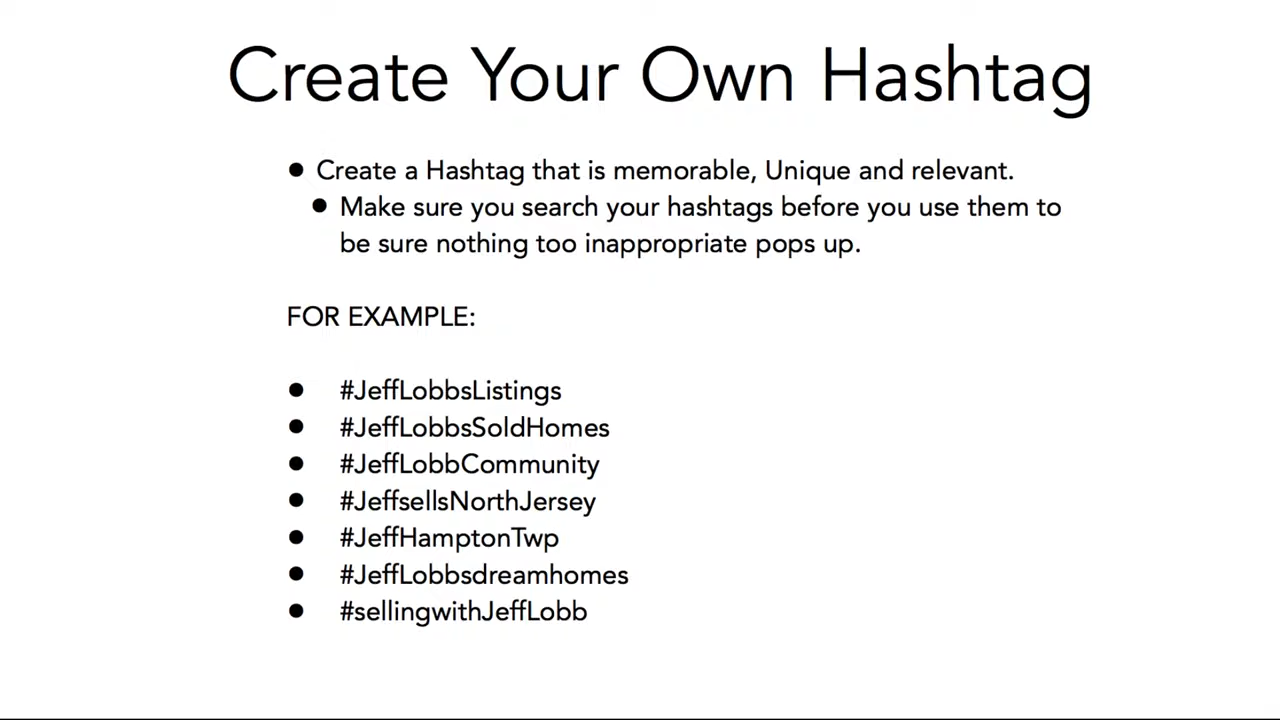 Create Your Own Hashtag
● Create a Hashtag that is memorable, Unique and relevant.
● Make sure you search your hashtags before you use them to
be sure nothing too inappropriate pops up.
FOR EXAMPLE:
● #JeffLobbsListings
● #JeffLobbsSoldHomes
● #JeffLobbCommunity
● #JeffsellsNorthJersey
● #JeffHamptonTwp
● #JeffLobbsdreamhomes
● #sellingwithJeffLobb